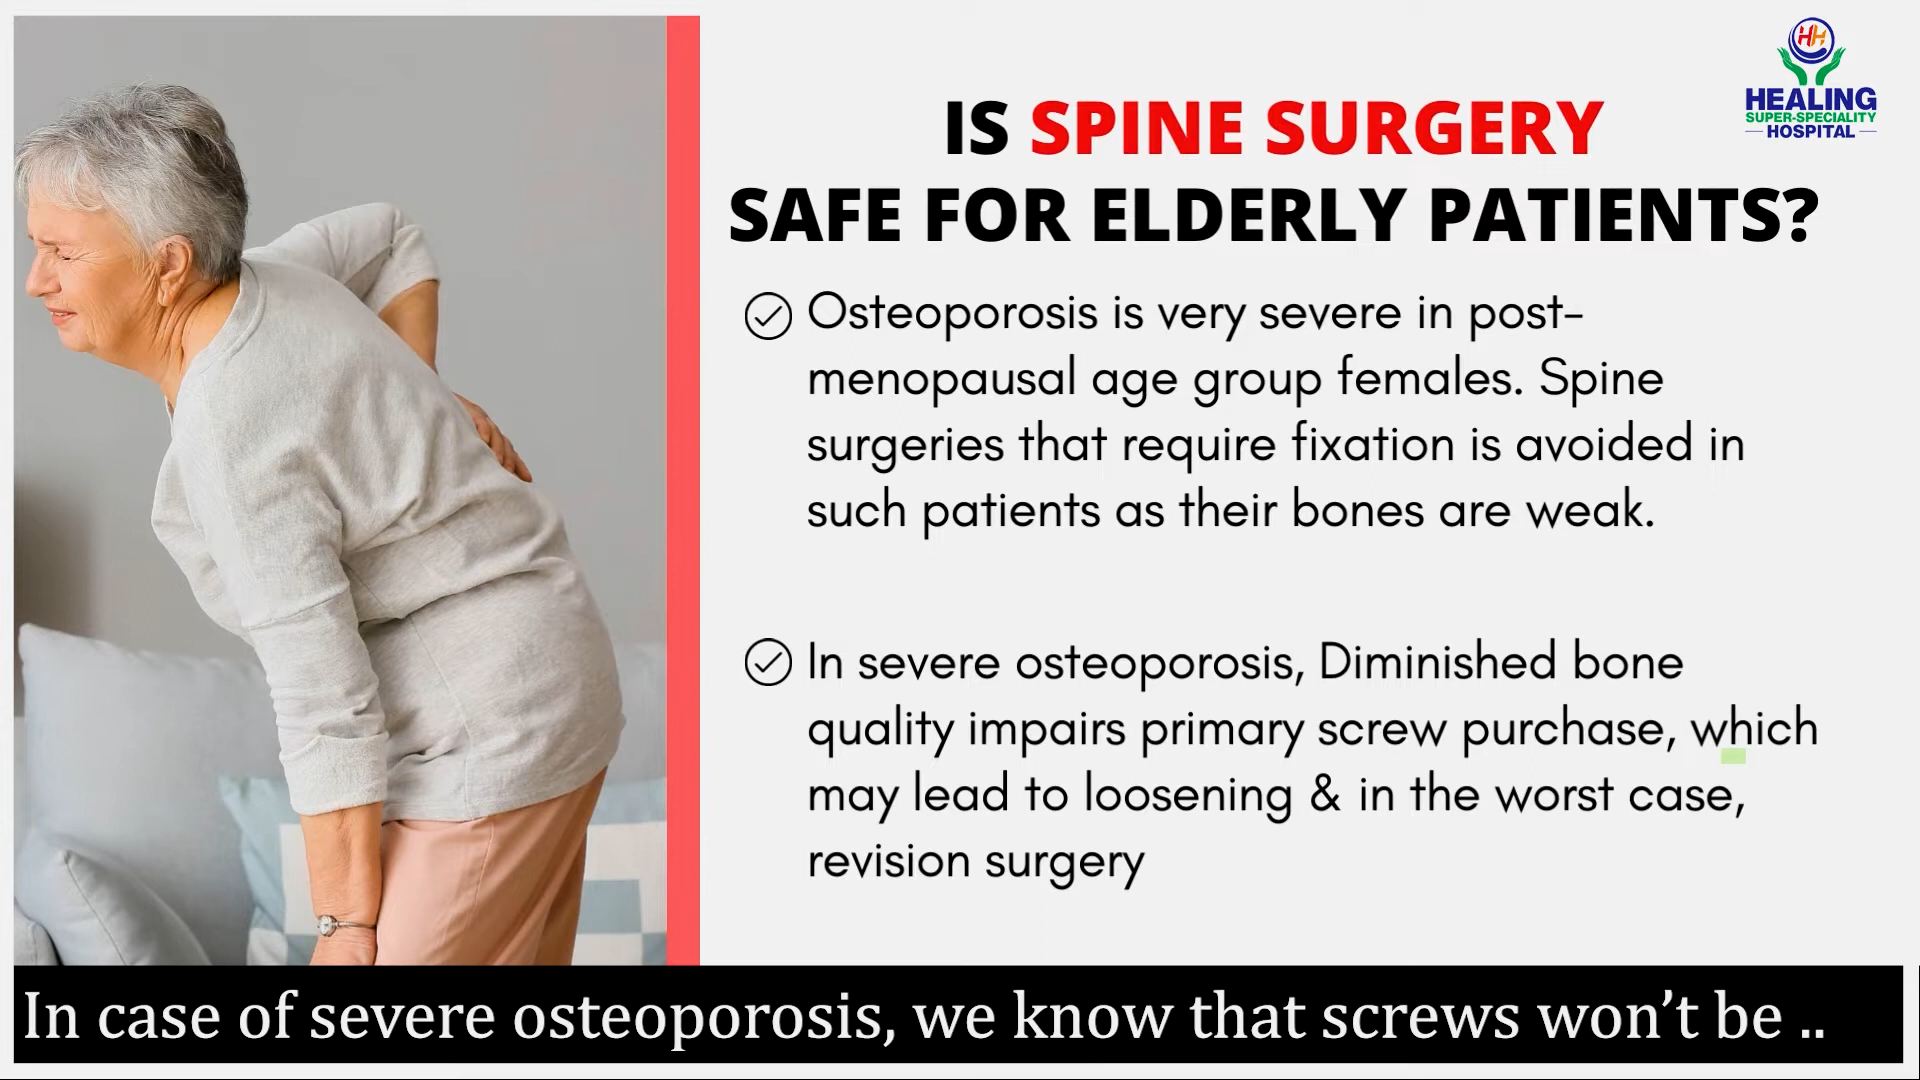 HH
HEALING
SUPER-SPECIALITY
HOSPITAL
IS SPINE SURGERY
SAFE FOR ELDERLY PATIENTS?
Osteoporosis is very severe in post-
menopausal age group females. Spine
surgeries that require fixation is avoided in
such patients as their bones are weak.
In severe osteoporosis, Diminished bone
quality impairs primary screw purchase, which
may lead to loosening & in the worst case,
revision surgery
In case of severe osteoporosis, we know that screws won’t be ..